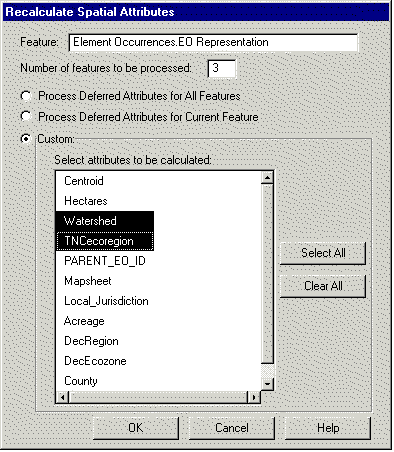 Recalculate Spatial Attributes
Feature: Element Occurrences.EO Representation
Number of features to be processed: 3
Process Deferred Attributes for All Features
Process Deferred Attributes for Current Feature
Custom:
Select attributes to be calculated:
Centroid
Hectares
Watershed
TNCecoregion
PARENT_EO_ID
Mapsheet
Local_Jurisdiction
Acreage
DecRegion
DecEcozone
County
Select All
Clear All
OK Cancel Help